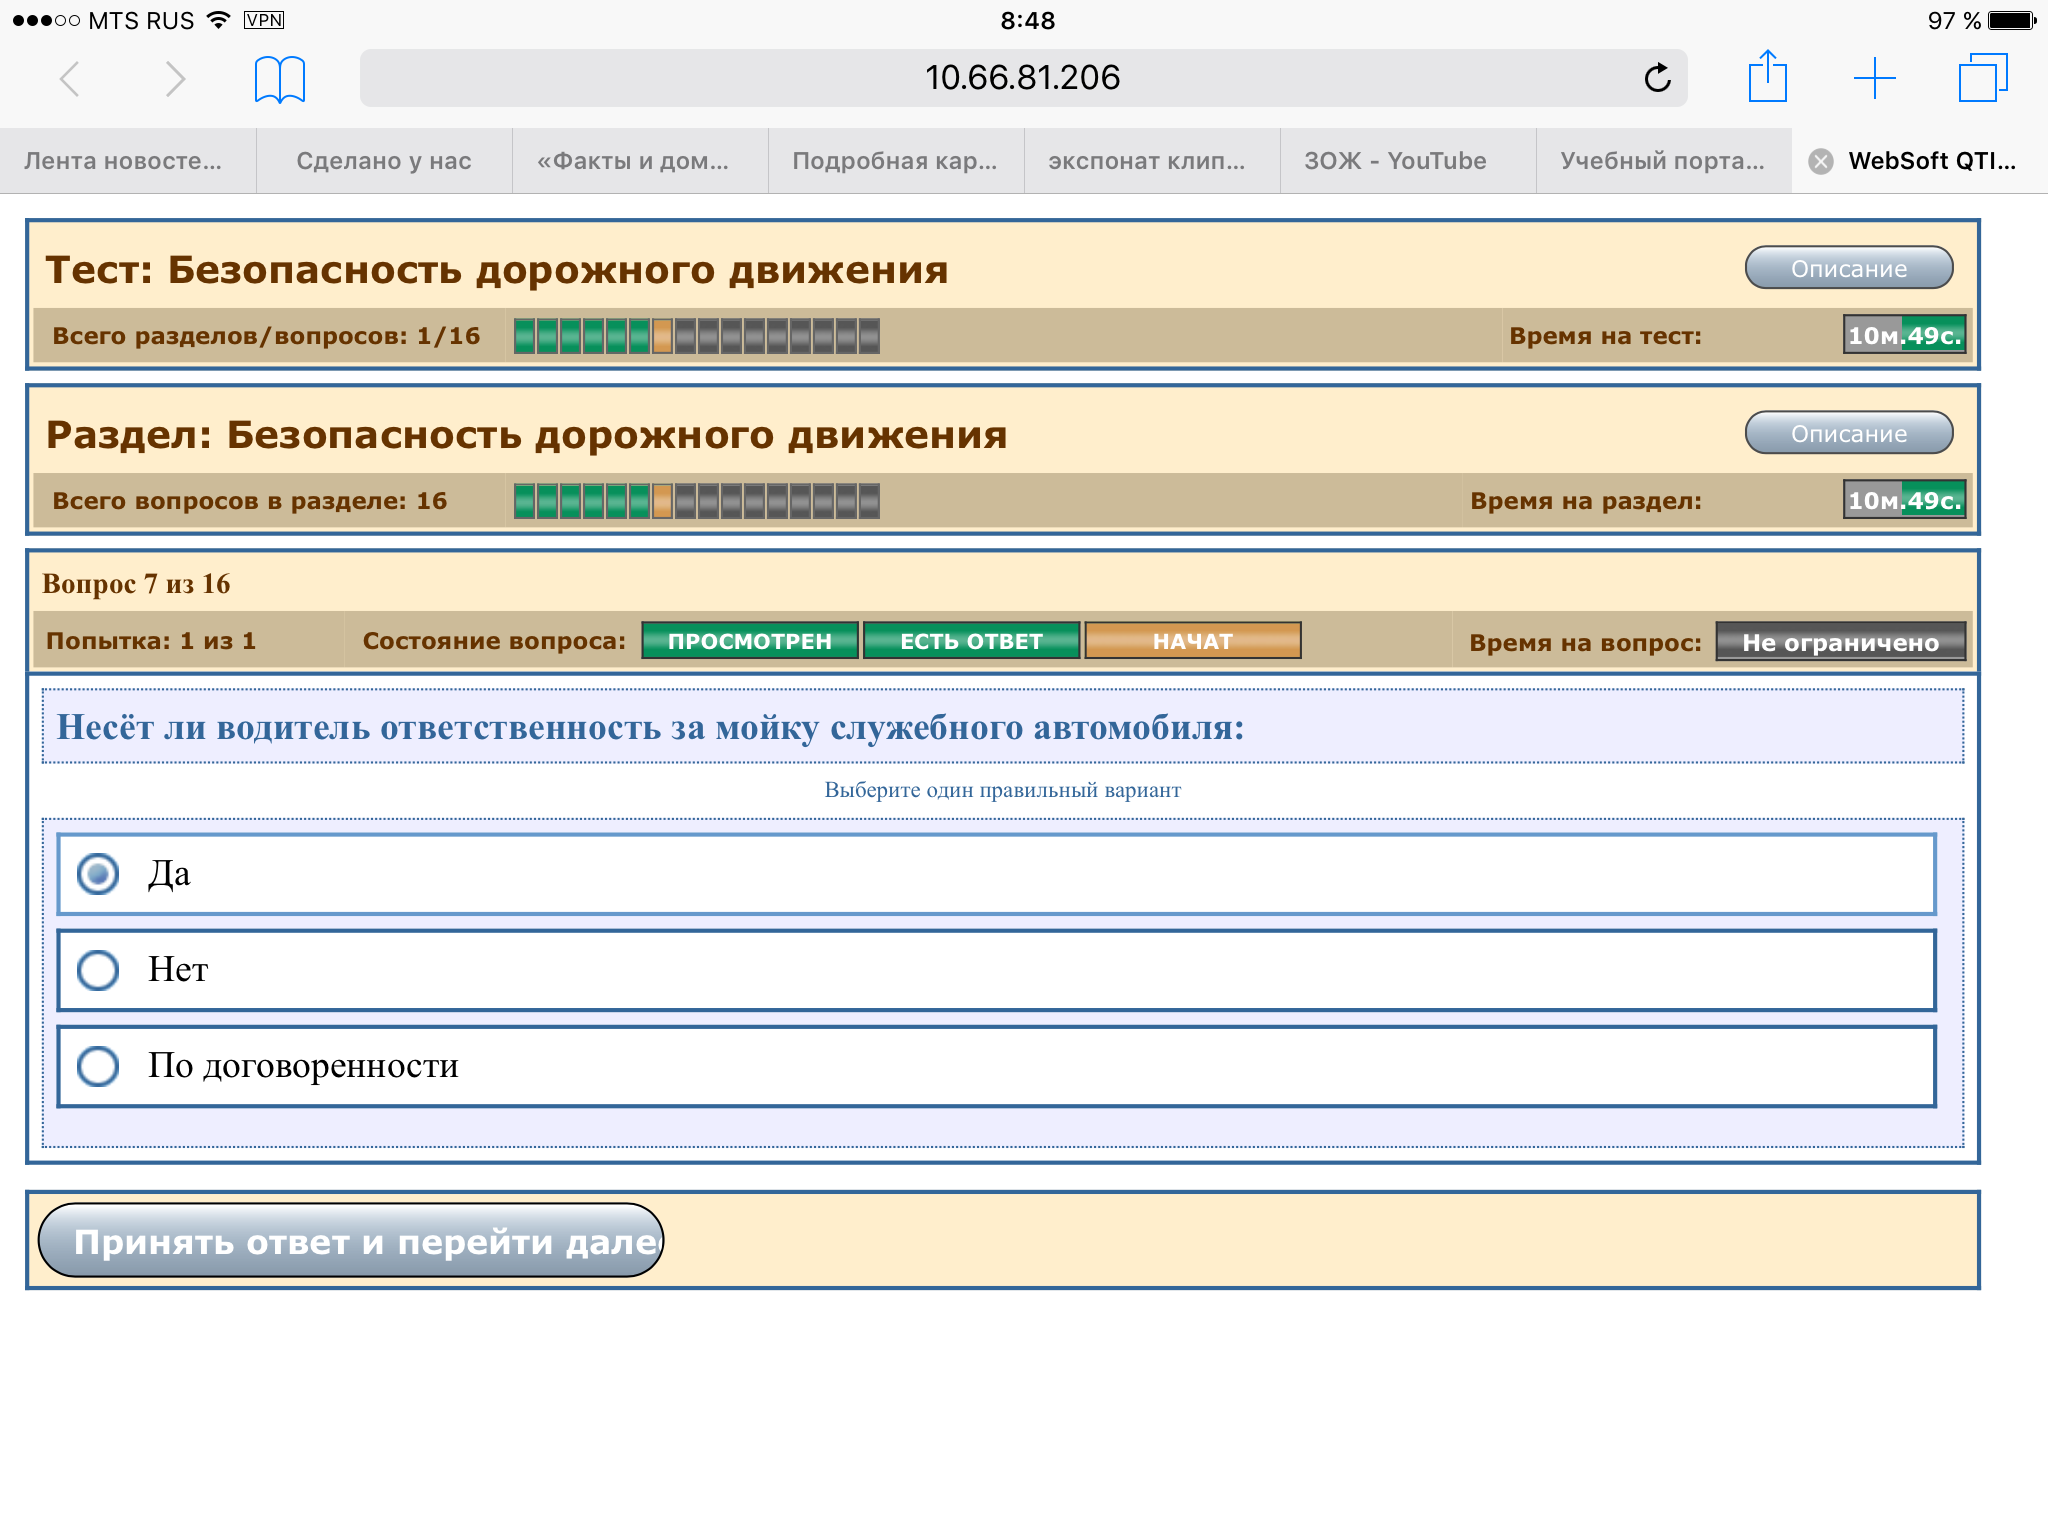 MTS RUS VPN 8:48 97 %
10.66.81.206
Лента новосте... Сделано у нас «Факты и дом... Подробная кар... экспонат клип... ЗОЖ - YouTube Учебный порта... WebSoft QTI...
Тест: Безопасность дорожного движения Описание
Всего разделов/вопросов: 1/16 Время на тест: 10м.49с.
Раздел: Безопасность дорожного движения Описание
Всего вопросов в разделе: 16 Время на раздел: 10м.49с.
Вопрос 7 из 16
Попытка: 1 из 1 Состояние вопроса: ПРОСМОТРЕН ЕСТЬ ОТВЕТ НАЧАТ Время на вопрос: Не ограничено
Несёт ли водитель ответственность за мойку служебного автомобиля:
Выберите один правильный вариант
Да
Нет
По договоренности
Принять ответ и перейти дале